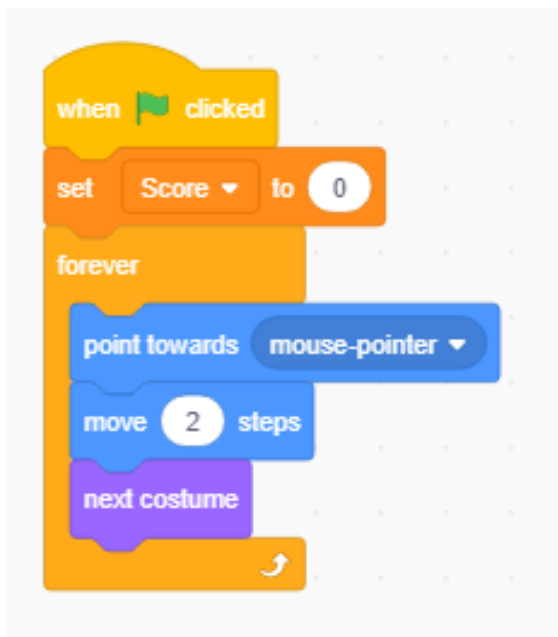 when clicked
set Score to 0
forever
point towards mouse-pointer
move 2 steps
next costume